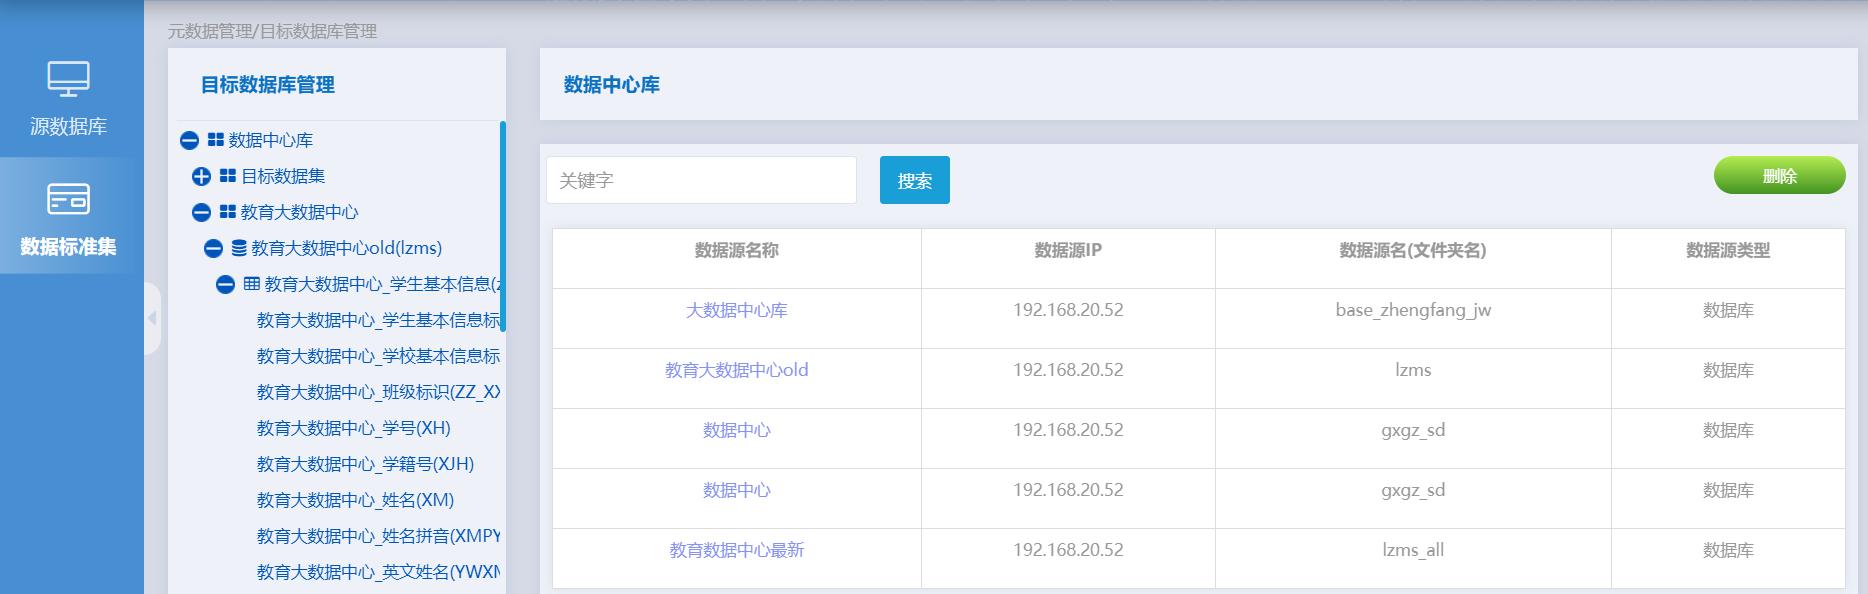 元数据管理/目标数据库管理
源数据库
数据标准集
目标数据库管理
数据中心库
目标数据集
教育大数据中心
教育大数据中心old(lzms)
教育大数据中心_学生基本信息(z
教育大数据中心_学生基本信息标
教育大数据中心_学校基本信息标
教育大数据中心_班级标识(ZZ_XX
教育大数据中心_学号(XH)
教育大数据中心_学籍号(XJH)
教育大数据中心_姓名(XM)
教育大数据中心_姓名拼音(XMPY
教育大数据中心_英文姓名(YWXM
数据中心库
关键字 搜索 删除
数据源名称 数据源IP 数据源名(文件夹名) 数据源类型
大数据中心库 192.168.20.52 base_zhengfang_jw 数据库
教育大数据中心old 192.168.20.52 lzms 数据库
数据中心 192.168.20.52 gxgz_sd 数据库
数据中心 192.168.20.52 gxgz_sd 数据库
教育数据中心最新 192.168.20.52 lzms_all 数据库